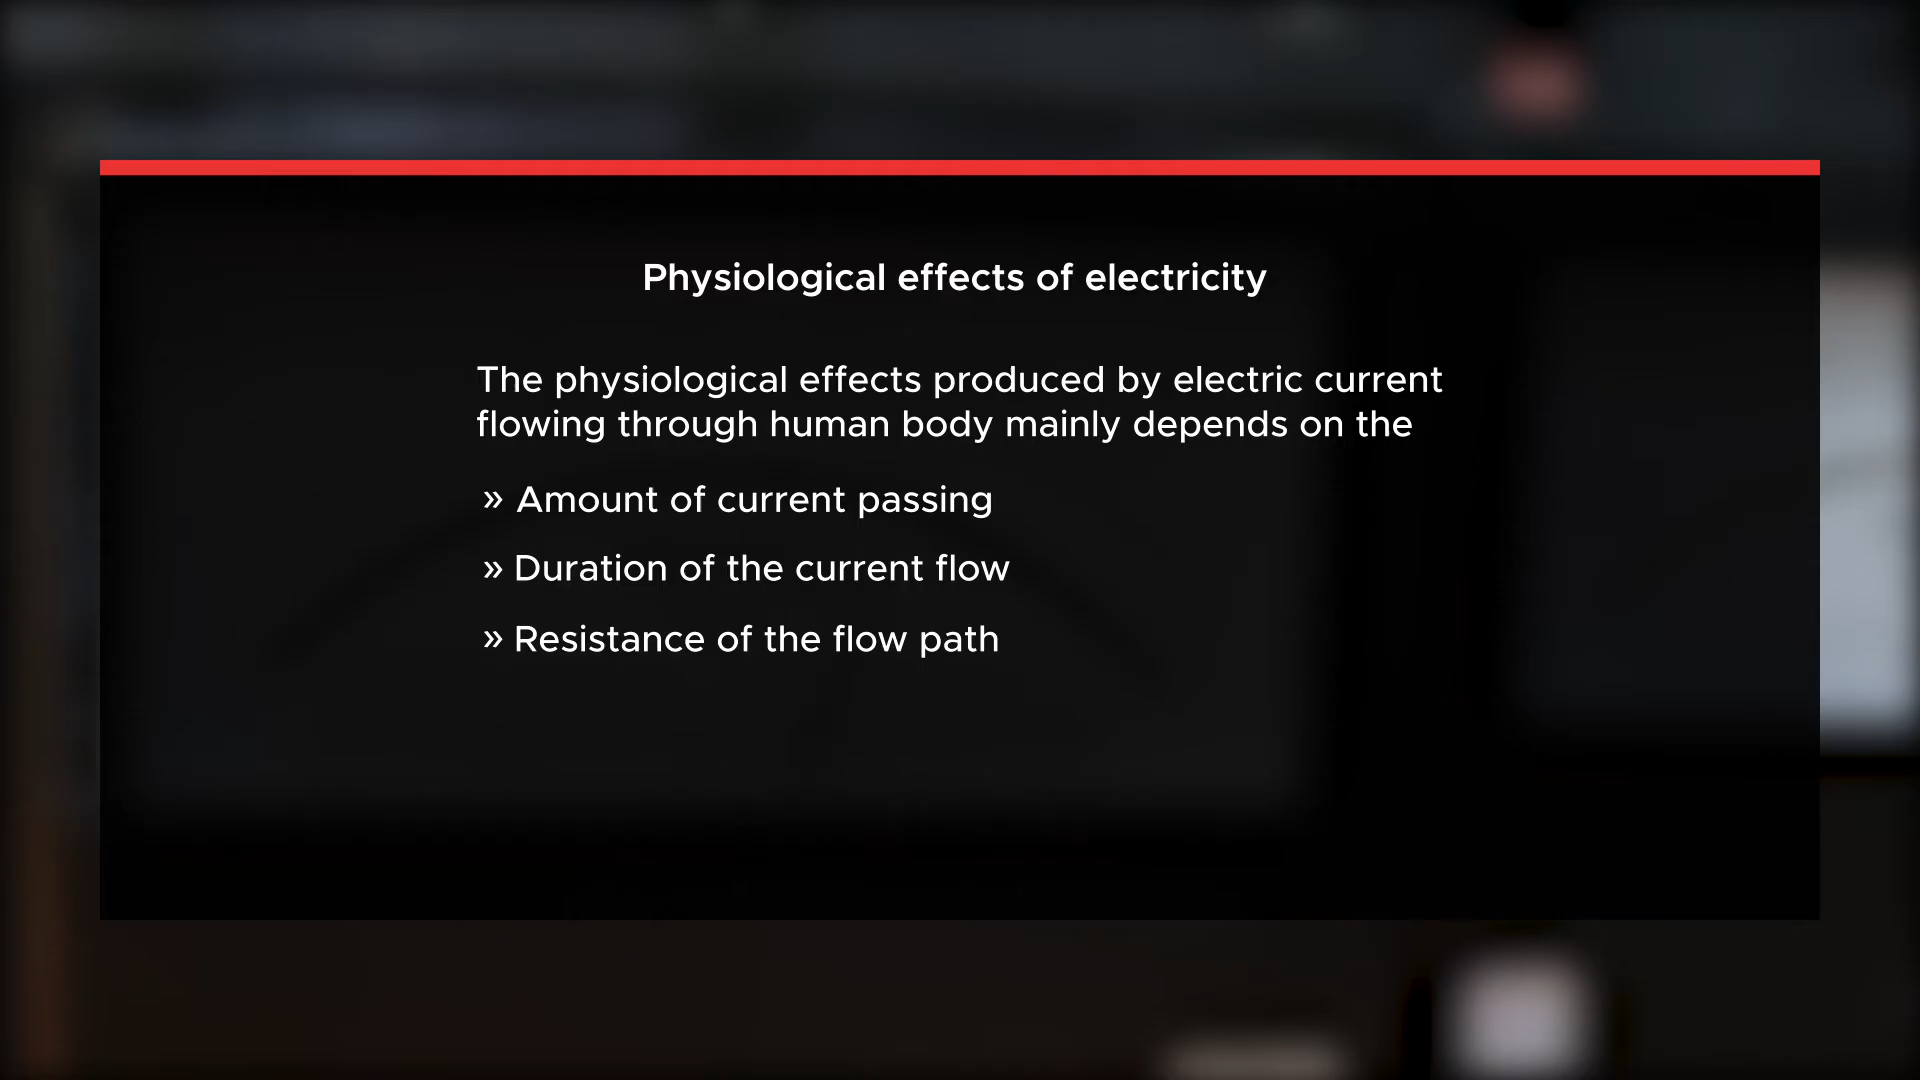 Physiological effects of electricity
The physiological effects produced by electric current
flowing through human body mainly depends on the
» Amount of current passing
» Duration of the current flow
» Resistance of the flow path